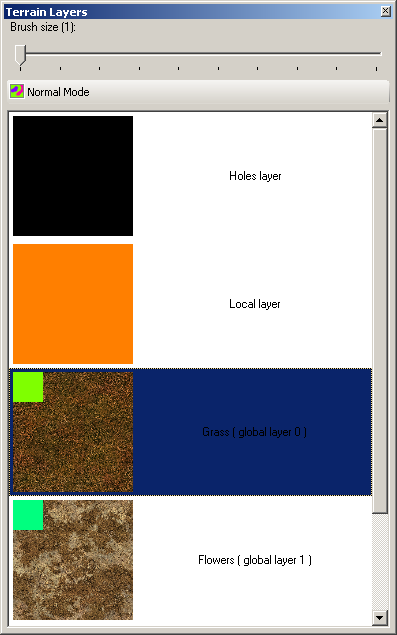 Terrain Layers
Brush size (1):
Normal Mode
Holes layer
Local layer
Grass ( global layer 0 )
Flowers ( global layer 1 )